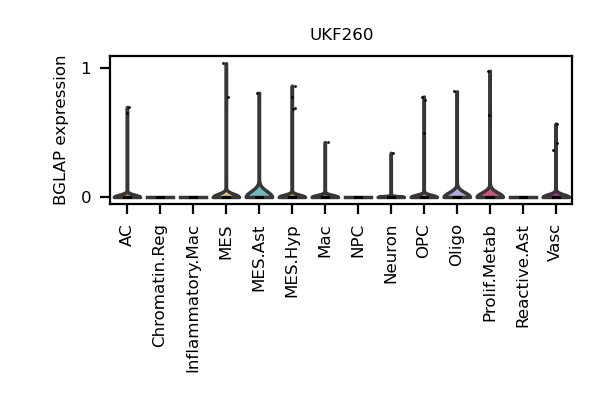 UKF260
BGLAP expression
1
0
AC
Chromatin.Reg
Inflammatory.Mac
MES
MES.Ast
MES.Hyp
Mac
NPC
Neuron
OPC
Oligo
Prolif.Metab
Reactive.Ast
Vasc